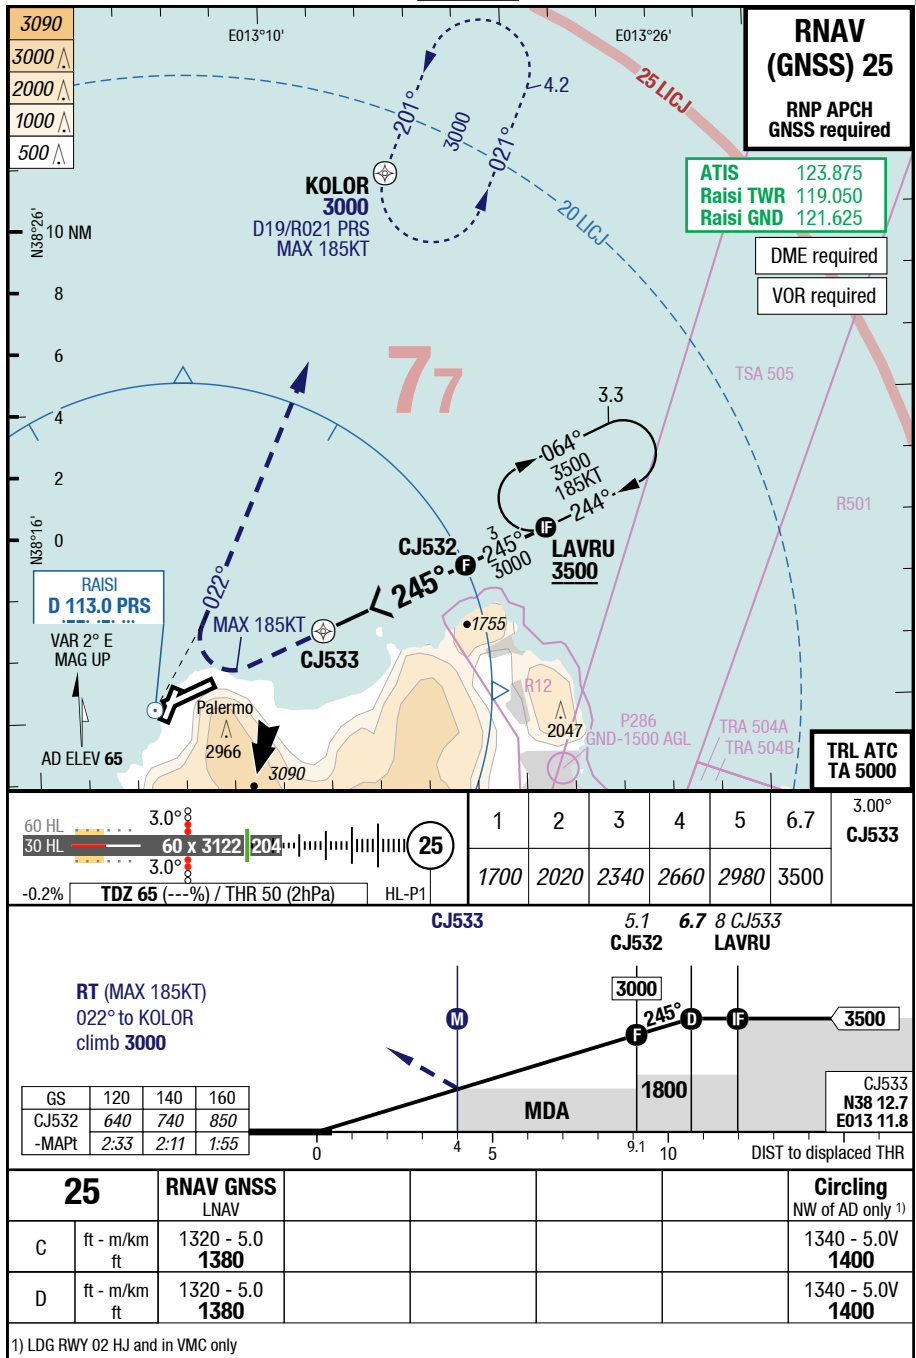 3090
3000
2000
1000
500
E013°10'
E013°26'
RNAV
(GNSS) 25
RNP APCH
GNSS required
25 LICJ
ATIS 123.875
Raisi TWR 119.050
Raisi GND 121.625
DME required
VOR required
201°
3000
021°
4.2
KOLOR
3000
D19/R021 PRS
MAX 185KT
20 LICJ
N38°26'
10 NM
8
6
4
2
0
N38°16'
77
TSA 505
R501
3.3
064°
3500
185KT
244°
LAVRU
3500
IF
3
245°
3000
CJ532
F
245°
CJ533
MAX 185KT
022°
RAISI
D 113.0 PRS
VAR 2° E
MAG UP
AD ELEV 65
Palermo
2966
3090
1755
2047
R12
P286
GND-1500 AGL
TRA 504A
TRA 504B
TRL ATC
TA 5000
60 HL
30 HL
3.0°
60 x 3122 204
3.0°
25
-0.2%
TDZ 65 (---%) / THR 50 (2hPa)
HL-P1
1 2 3 4 5 6.7 3.00°
CJ533
1700 2020 2340 2660 2980 3500
CJ533 5.1 6.7 8 CJ533
CJ532 LAVRU
RT (MAX 185KT)
022° to KOLOR
climb 3000
M
3000
F
245°
D
IF
3500
MDA
1800
CJ533
N38 12.7
E013 11.8
GS 120 140 160
CJ532 640 740 850
-MAPt 2:33 2:11 1:55
0 4 5 9.1 10 DIST to displaced THR
25 RNAV GNSS Circling
LNAV NW of AD only 1)
C ft - m/km 1320 - 5.0 1340 - 5.0V
ft 1380 1400
D ft - m/km 1320 - 5.0 1340 - 5.0V
ft 1380 1400
1) LDG RWY 02 HJ and in VMC only